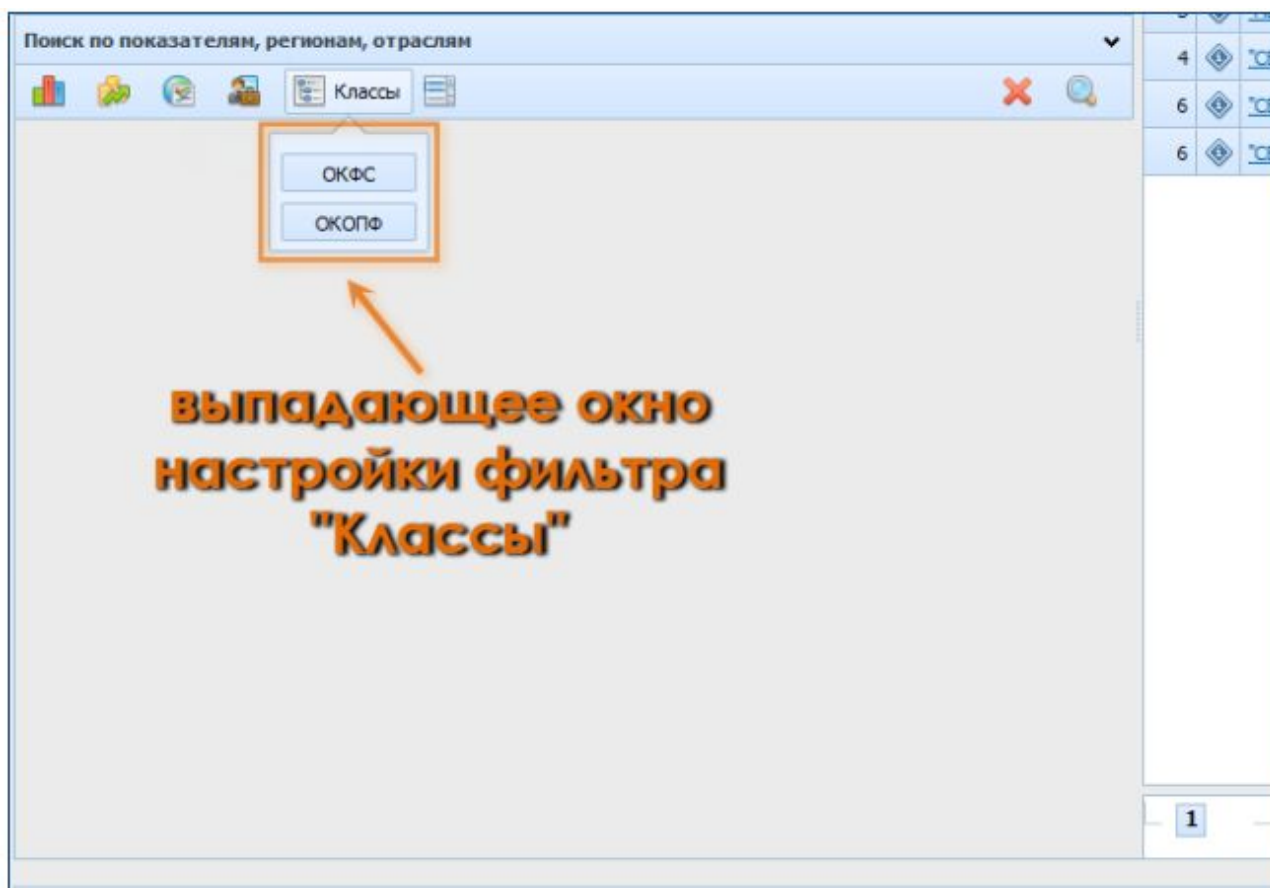 Поиск по показателям, регионам, отраслям
Классы
ОКФС
ОКОПФ
выпадающее окно
настройки фильтра
"Классы"
4
6
6
1